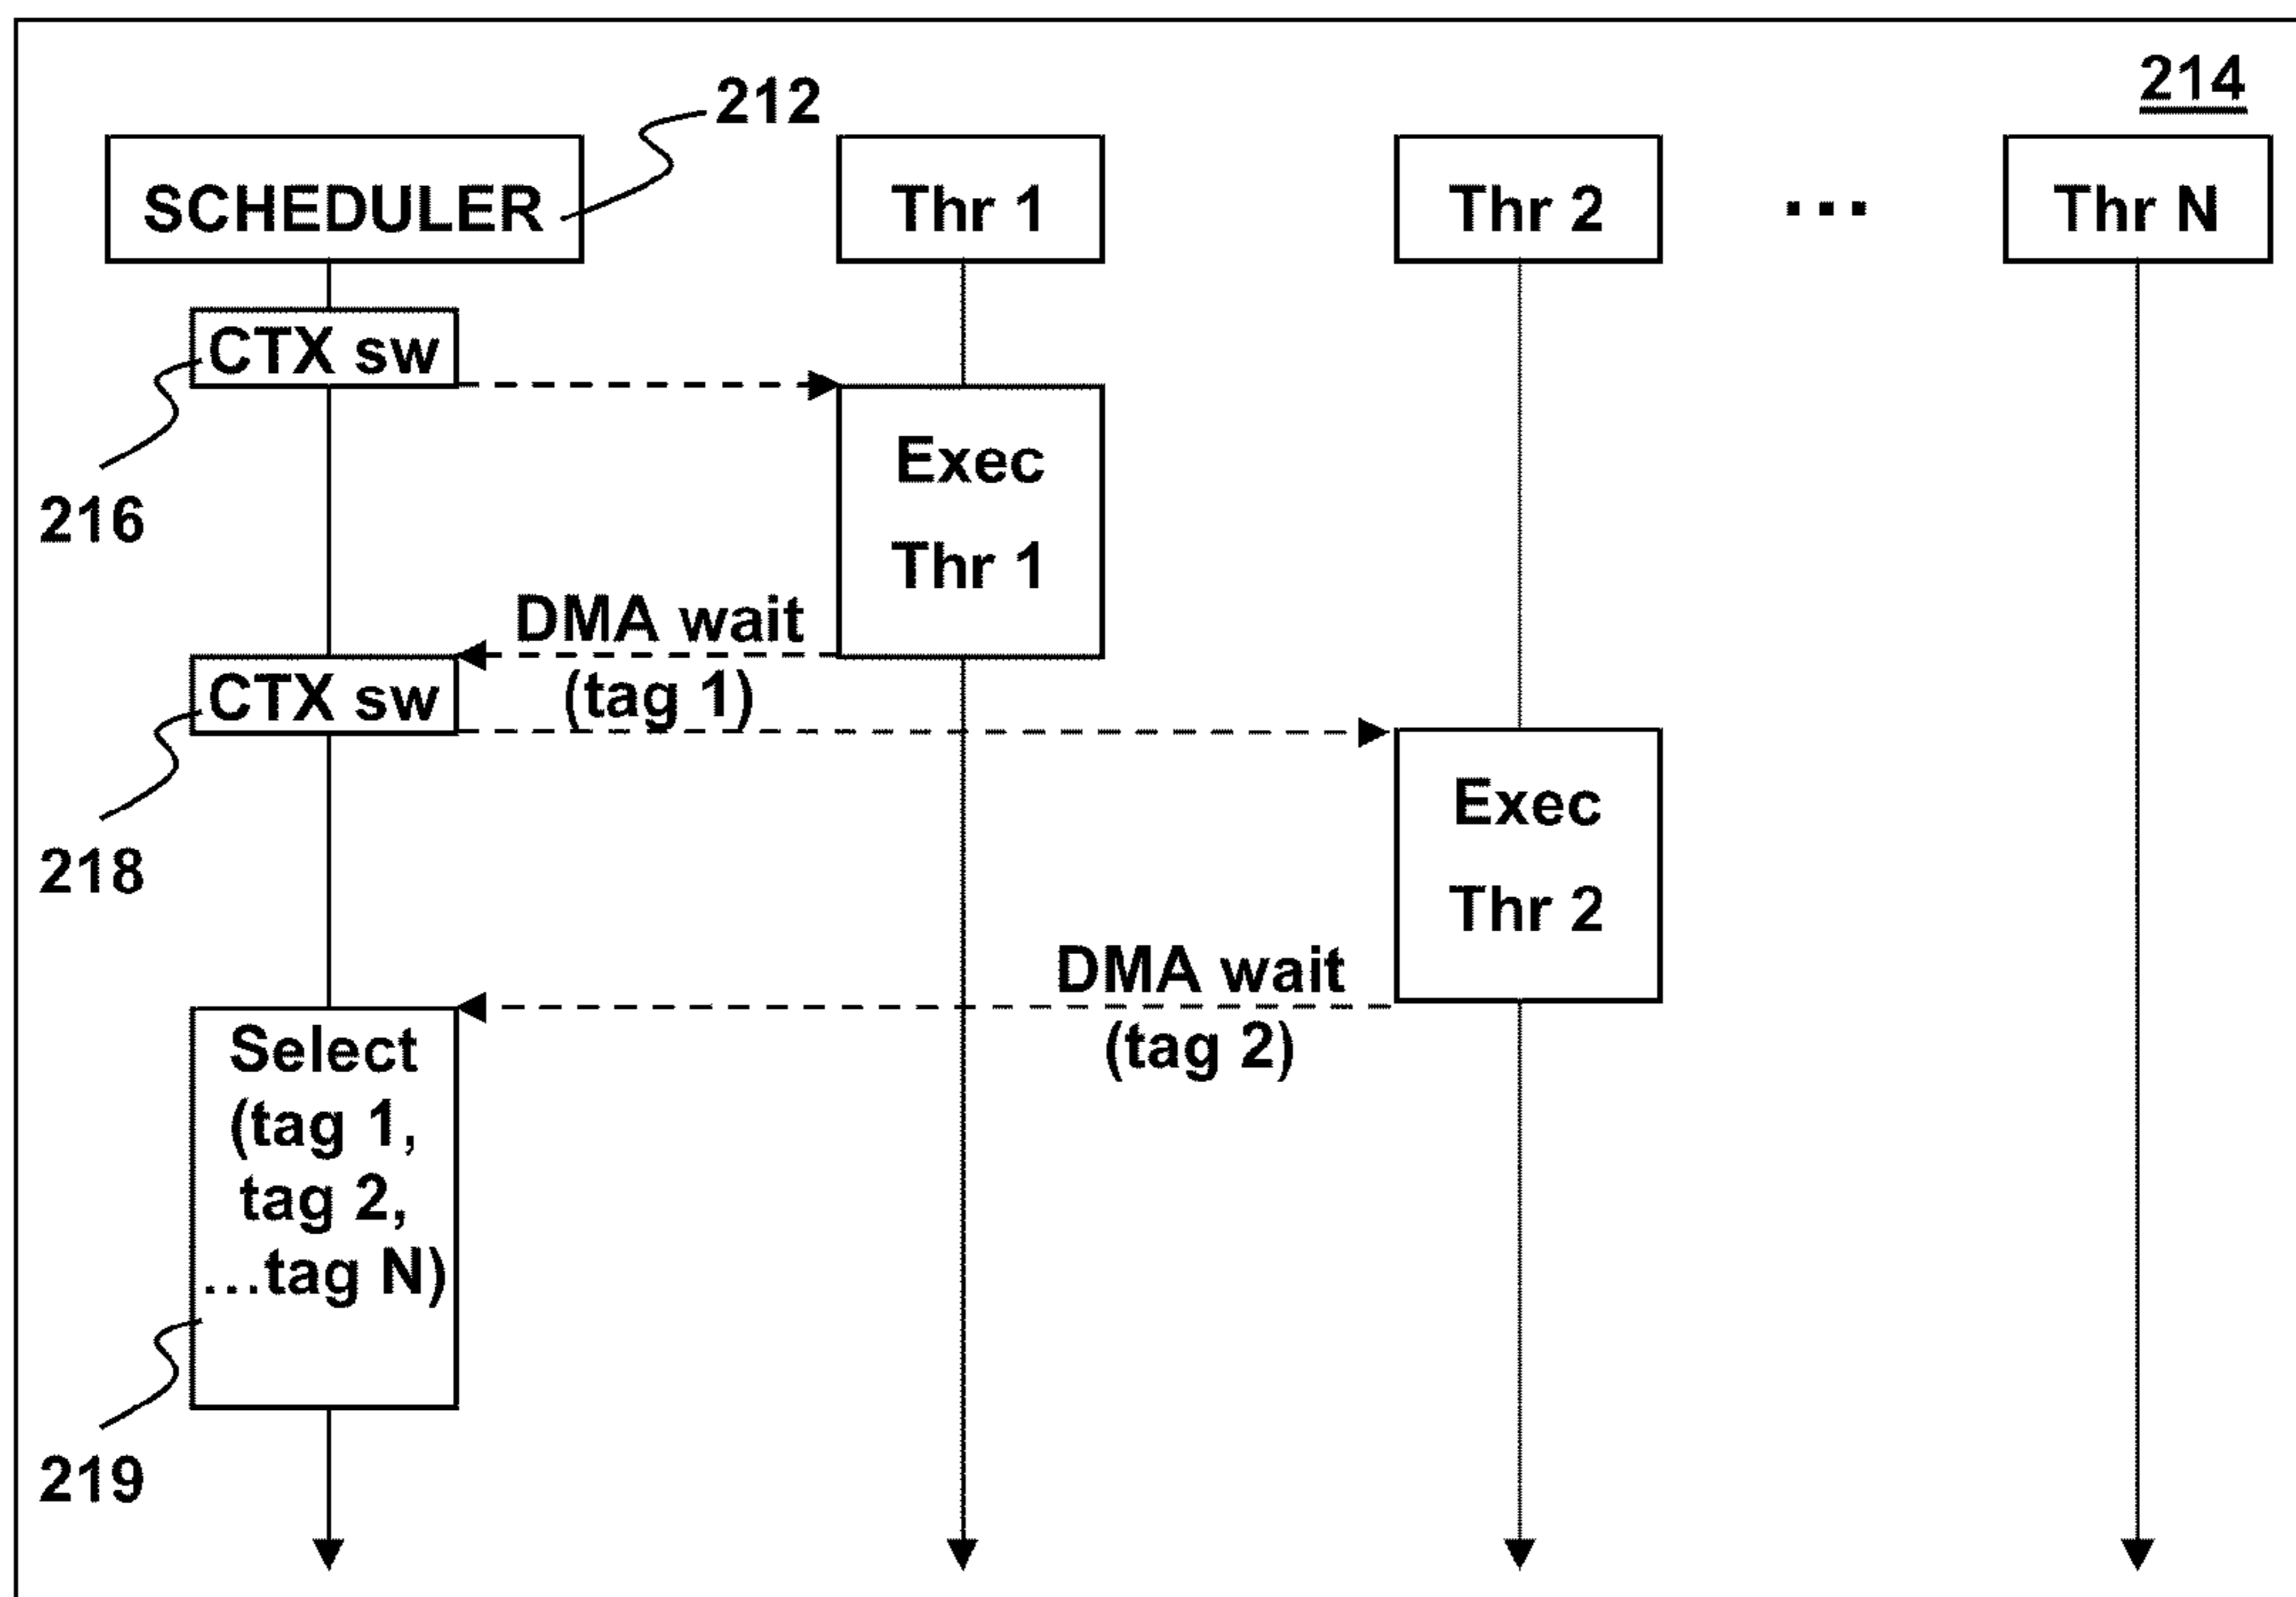 214
212
SCHEDULER
Thr 1
Thr 2
...
Thr N
CTX sw
216
Exec
Thr 1
DMA wait
(tag 1)
CTX sw
218
Exec
Thr 2
DMA wait
(tag 2)
Select
(tag 1,
tag 2,
...tag N)
219